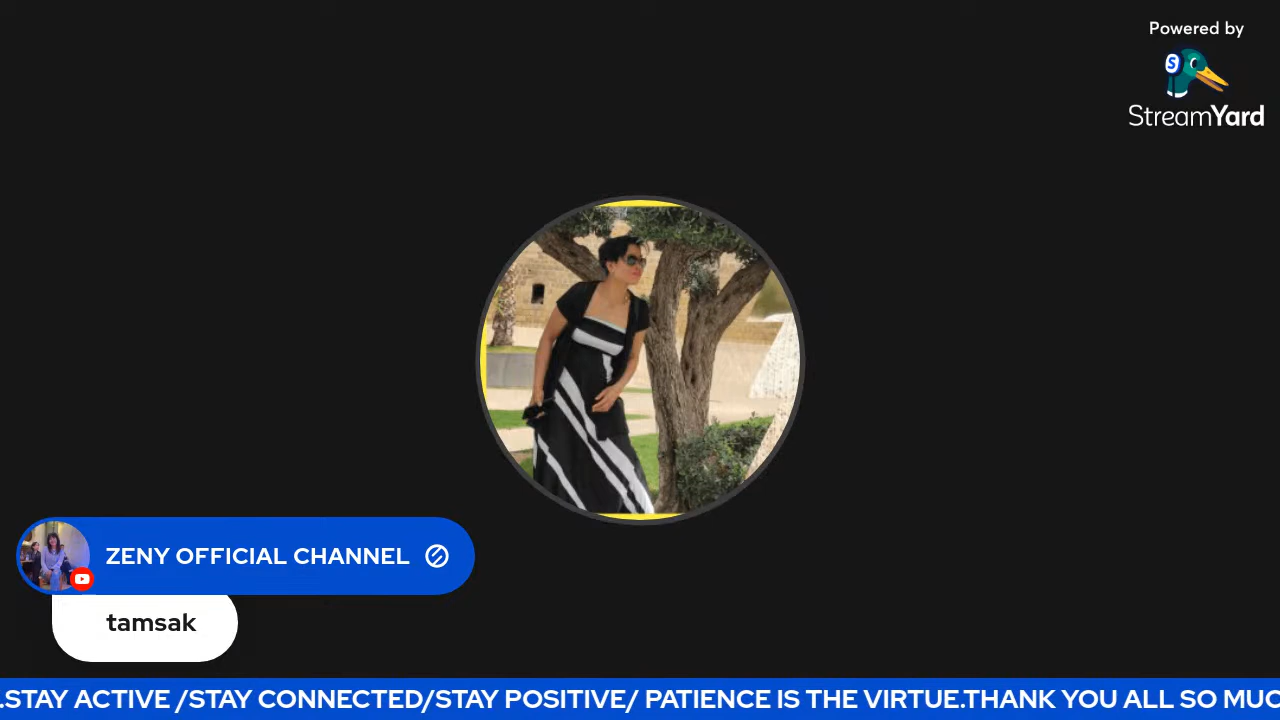 Powered by
S
StreamYard
ZENY OFFICIAL CHANNEL
tamsak
.STAY ACTIVE /STAY CONNECTED/STAY POSITIVE/ PATIENCE IS THE VIRTUE.THANK YOU ALL SO MUC